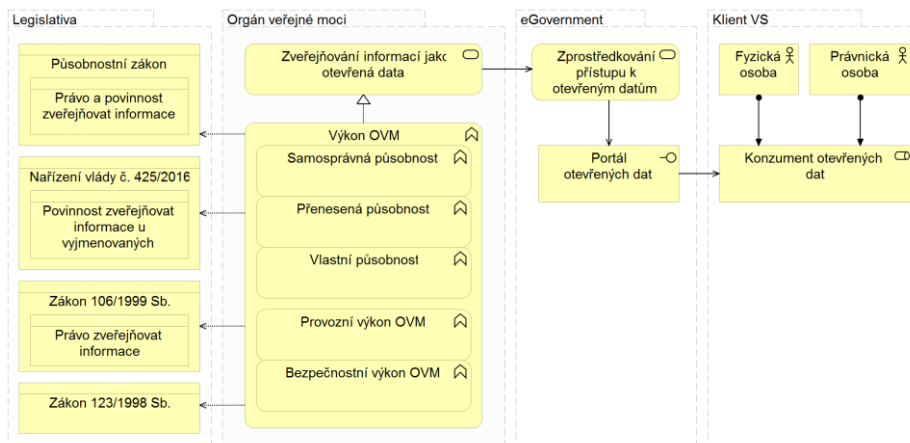 Legislativa
Působnostní zákon
Právo a povinnost
zveřejňovat informace
Nařízení vlády č. 425/2016
Povinnost zveřejňovat
informace u
vyjmenovaných
Zákon 106/1999 Sb.
Právo zveřejňovat
informace
Zákon 123/1998 Sb.
Orgán veřejné moci
Zveřejňování informací jako
otevřená data
Výkon OVM
Samosprávná působnost
Přenesená působnost
Vlastní působnost
Provozní výkon OVM
Bezpečnostní výkon OVM
eGovernment
Zprostředkování
přístupu k
otevřeným datům
Portál
otevřených dat
Klient VS
Fyzická
osoba
Právnická
osoba
Konzument otevřených
dat